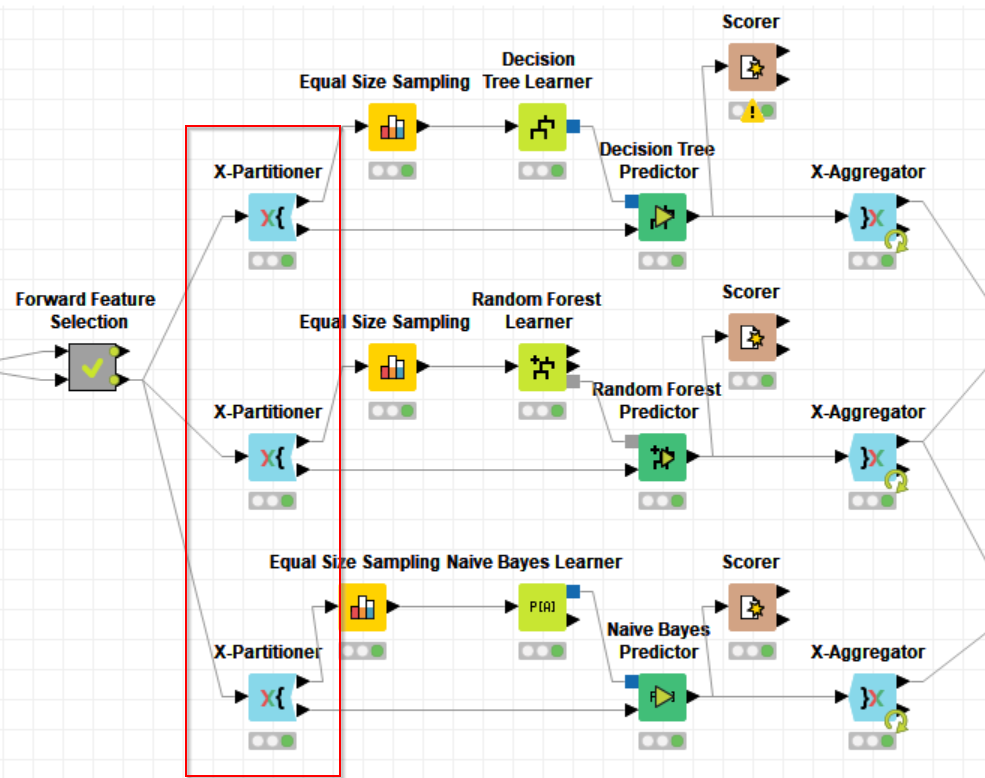 Scorer
Decision
Tree Learner
Equal Size Sampling
Decision Tree
Predictor
X-Partitioner
X-Aggregator
Forward Feature
Selection
Scorer
Random Forest
Learner
Equal Size Sampling
Random Forest
Predictor
X-Partitioner
X-Aggregator
Equal Size Sampling
Naive Bayes Learner
Scorer
P[A]
Naive Bayes
Predictor
X-Partitioner
X-Aggregator